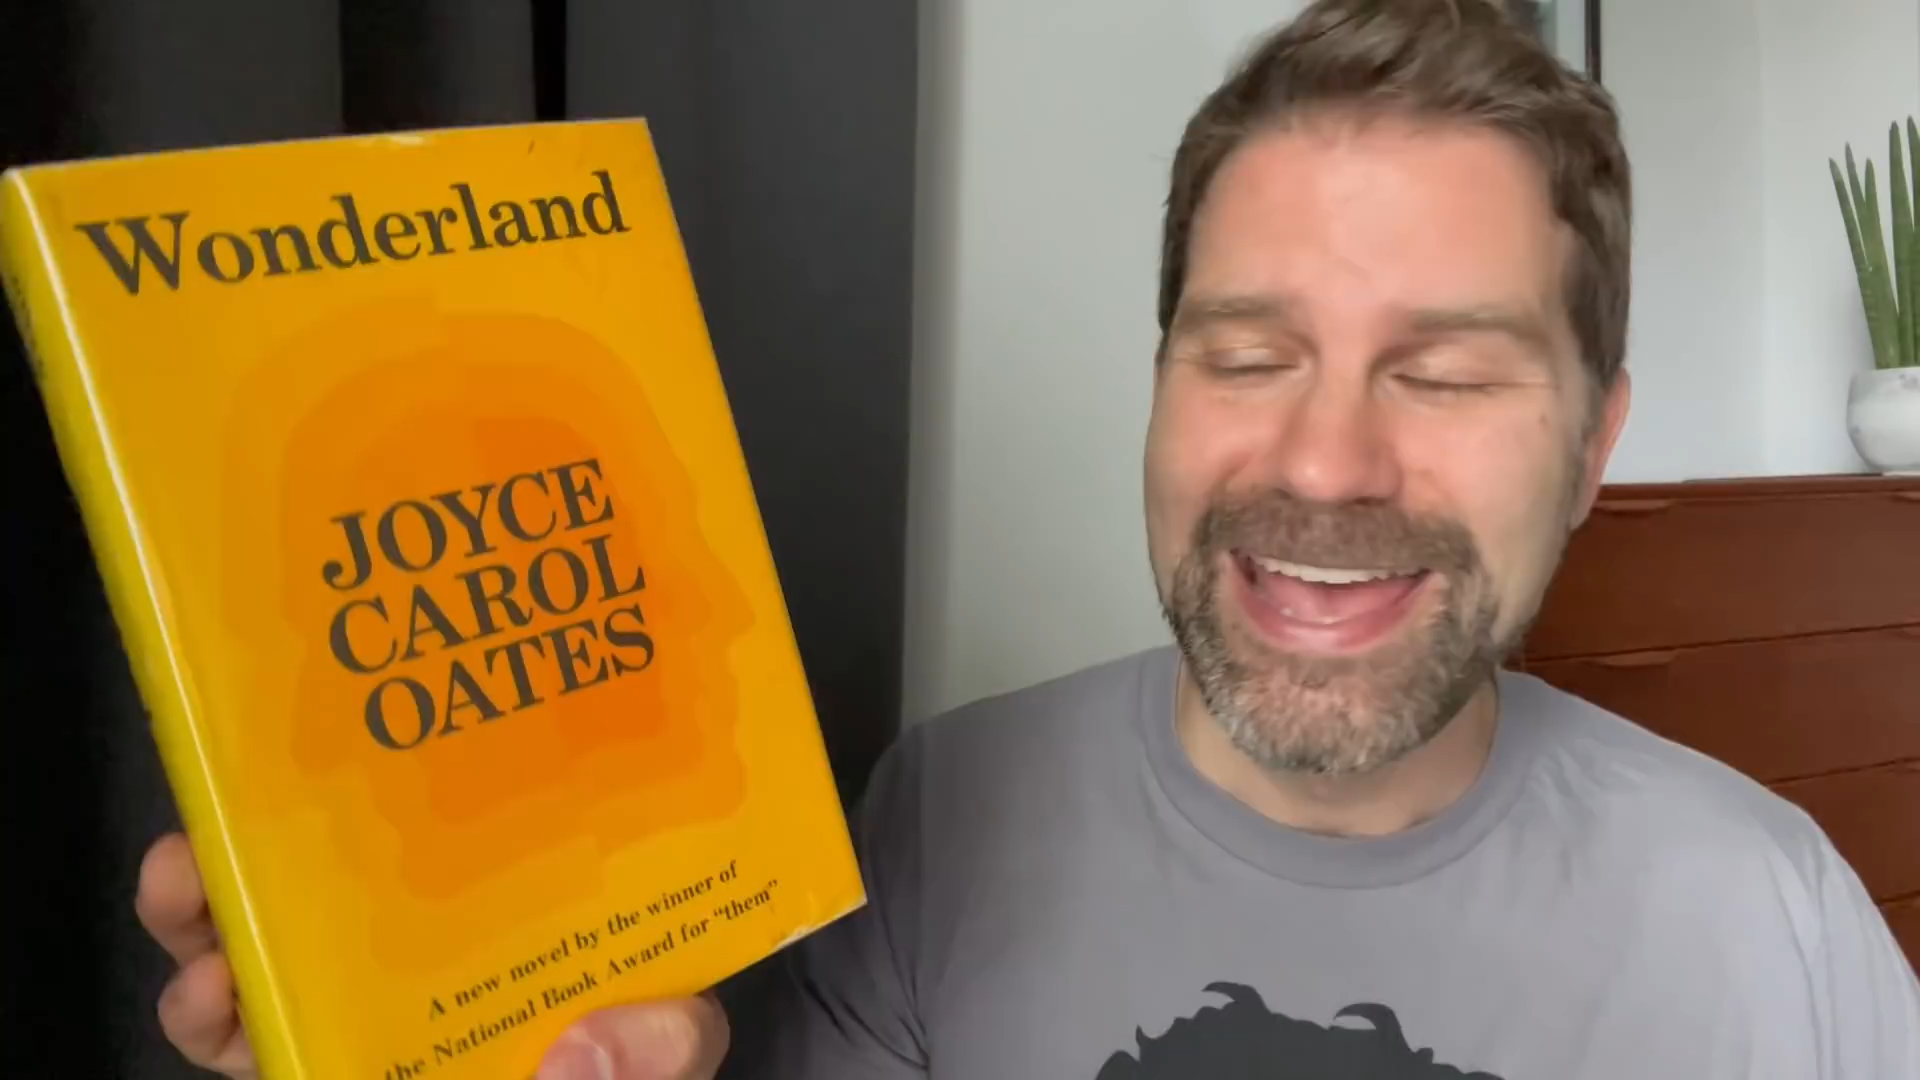 Wonderland
JOYCE
CAROL
OATES
A new novel by the winner of
the National Book Award for “them”